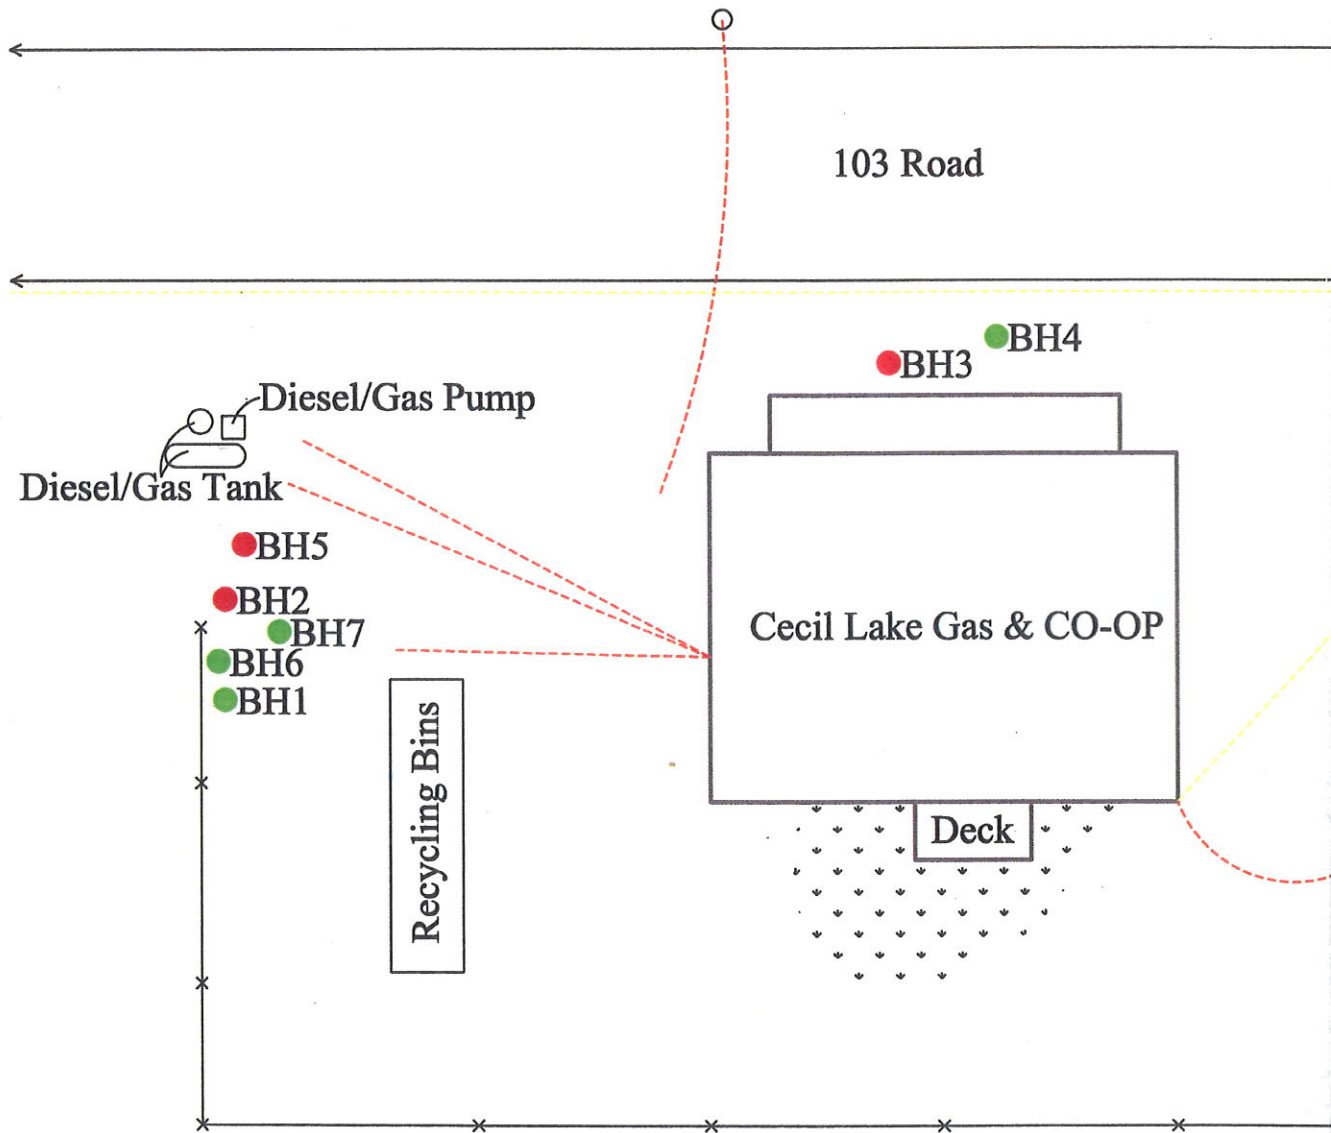 103 Road
BH4
BH3
Diesel/Gas Pump
Diesel/Gas Tank
BH5
BH2
BH7
BH6
BH1
Cecil Lake Gas & CO-OP
Recycling Bins
Deck